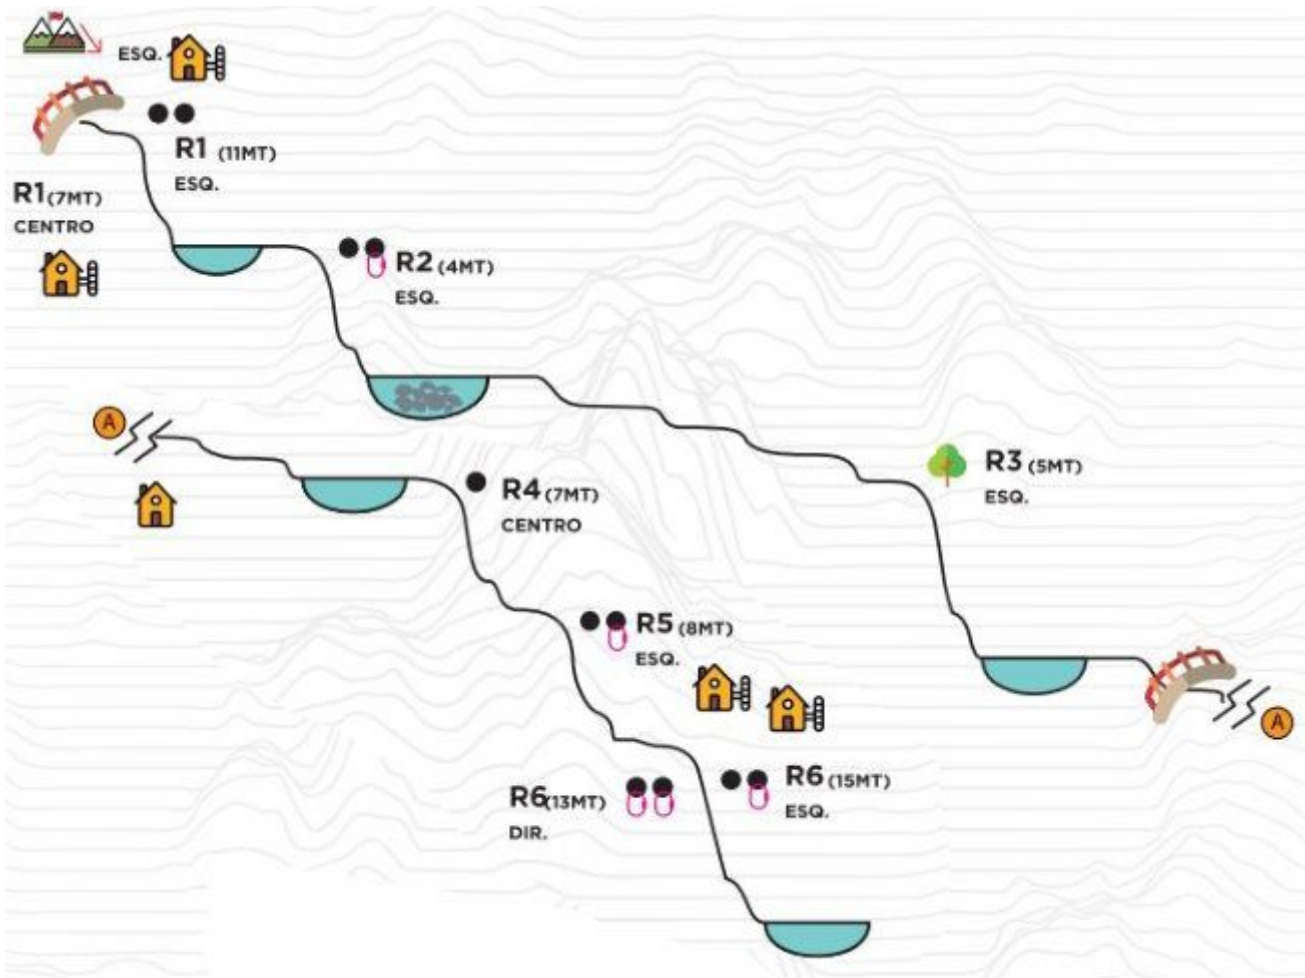 ESQ.
R1 (11MT)
ESQ.
R1 (7MT)
CENTRO
R2 (4MT)
ESQ.
A
R3 (5MT)
ESQ.
R4 (7MT)
CENTRO
R5 (8MT)
ESQ.
A
R6 (15MT)
ESQ.
R6 (13MT)
DIR.